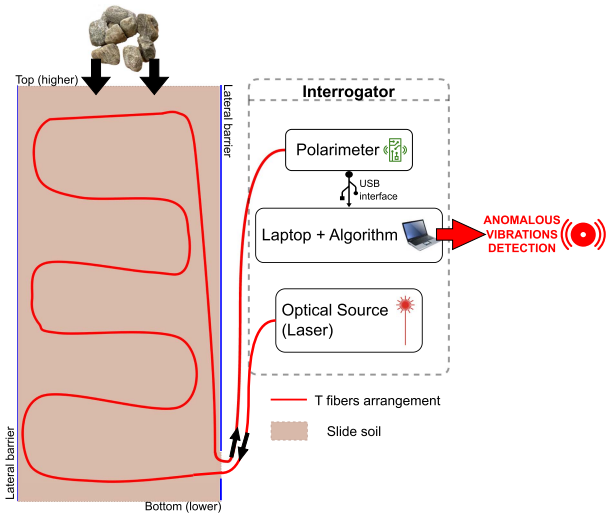 Top (higher)
Lateral barrier
Interrogator
Polarimeter
USB
interface
Laptop + Algorithm
ANOMALOUS
VIBRATIONS
DETECTION
Optical Source
(Laser)
T fibers arrangement
Slide soil
Lateral barrier
Bottom (lower)